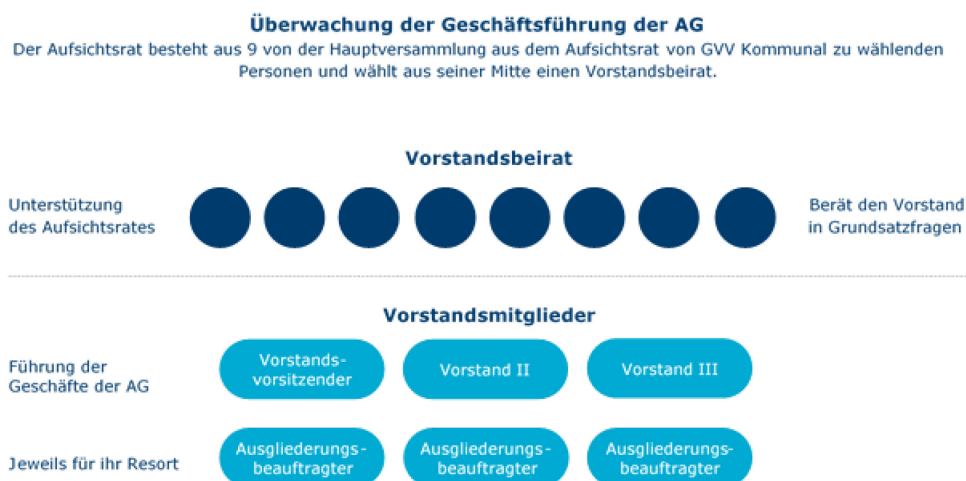 Überwachung der Geschäftsführung der AG
Der Aufsichtsrat besteht aus 9 von der Hauptversammlung aus dem Aufsichtsrat von GVV Kommunal zu wählenden
Personen und wählt aus seiner Mitte einen Vorstandsbeirat.
Vorstandsbeirat
Unterstützung
des Aufsichtsrates
Berät den Vorstand
in Grundsatzfragen
Vorstandsmitglieder
Führung der
Geschäfte der AG
Vorstands-
vorsitzender
Vorstand II
Vorstand III
Jeweils für ihr Resort
Ausgliederungs-
beauftragter
Ausgliederungs-
beauftragter
Ausgliederungs-
beauftragter